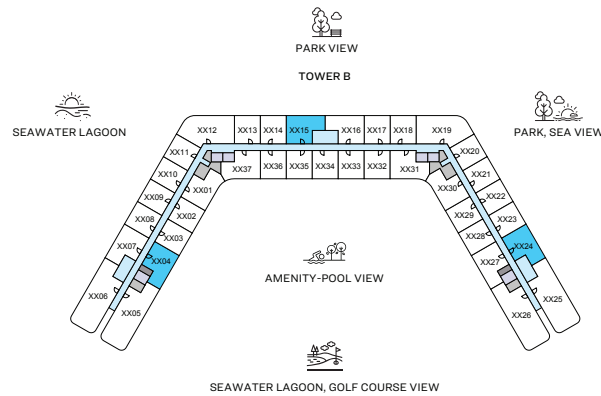 PARK VIEW
TOWER B
SEAWATER LAGOON
PARK, SEA VIEW
XX12
XX13
XX14
XX15
XX16
XX17
XX18
XX19
XX11
XX20
XX10
XX01
XX37
XX36
XX35
XX34
XX33
XX32
XX31
XX30
XX21
XX09
XX02
XX29
XX22
XX08
XX03
XX28
XX23
XX07
XX04
XX27
XX24
XX06
XX05
XX26
XX25
AMENITY-POOL VIEW
SEAWATER LAGOON, GOLF COURSE VIEW